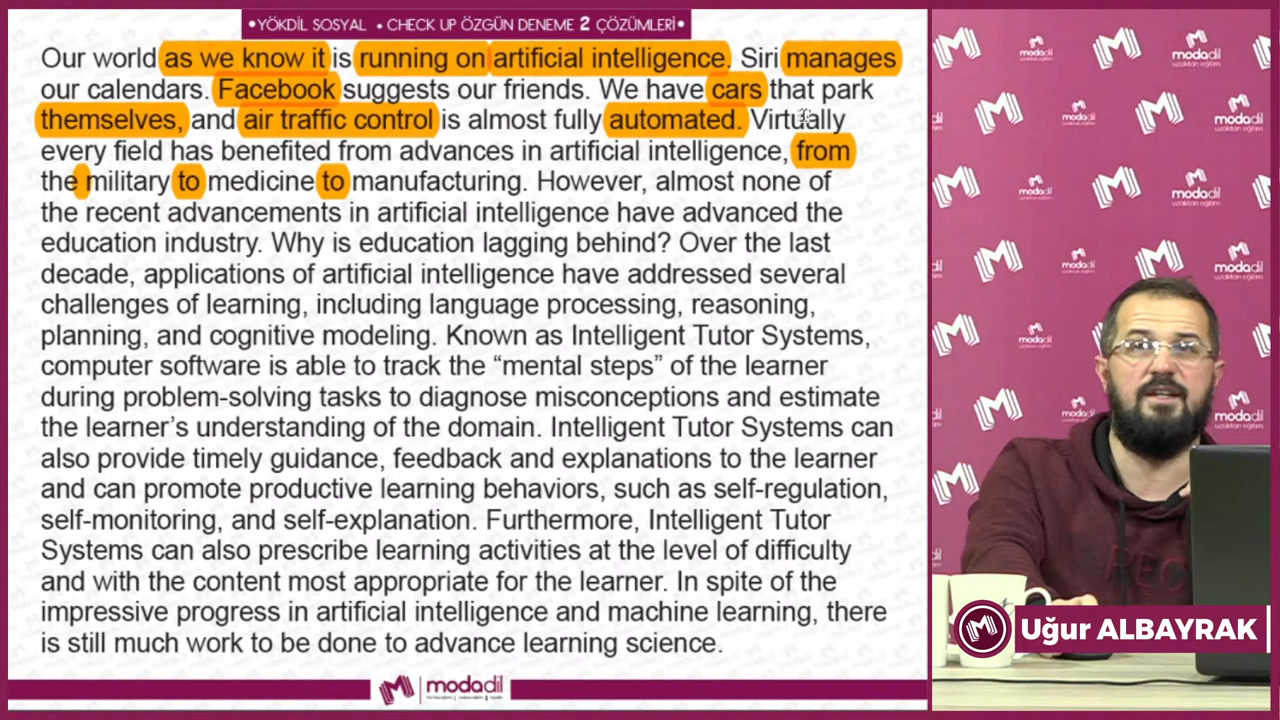 •YÖKDİL SOSYAL • CHECK UP ÖZGÜN DENEME 2 ÇÖZÜMLERİ•
Our world as we know it is running on artificial intelligence. Siri manages
our calendars. Facebook suggests our friends. We have cars that park
themselves, and air traffic control is almost fully automated. Virtually
every field has benefited from advances in artificial intelligence, from
the military to medicine to manufacturing. However, almost none of
the recent advancements in artificial intelligence have advanced the
education industry. Why is education lagging behind? Over the last
decade, applications of artificial intelligence have addressed several
challenges of learning, including language processing, reasoning,
planning, and cognitive modeling. Known as Intelligent Tutor Systems,
computer software is able to track the “mental steps” of the learner
during problem-solving tasks to diagnose misconceptions and estimate
the learner’s understanding of the domain. Intelligent Tutor Systems can
also provide timely guidance, feedback and explanations to the learner
and can promote productive learning behaviors, such as self-regulation,
self-monitoring, and self-explanation. Furthermore, Intelligent Tutor
Systems can also prescribe learning activities at the level of difficulty
and with the content most appropriate for the learner. In spite of the
impressive progress in artificial intelligence and machine learning, there
is still much work to be done to advance learning science.
modadil
modadil
uzaktan eğitim
REC
Uğur ALBAYRAK